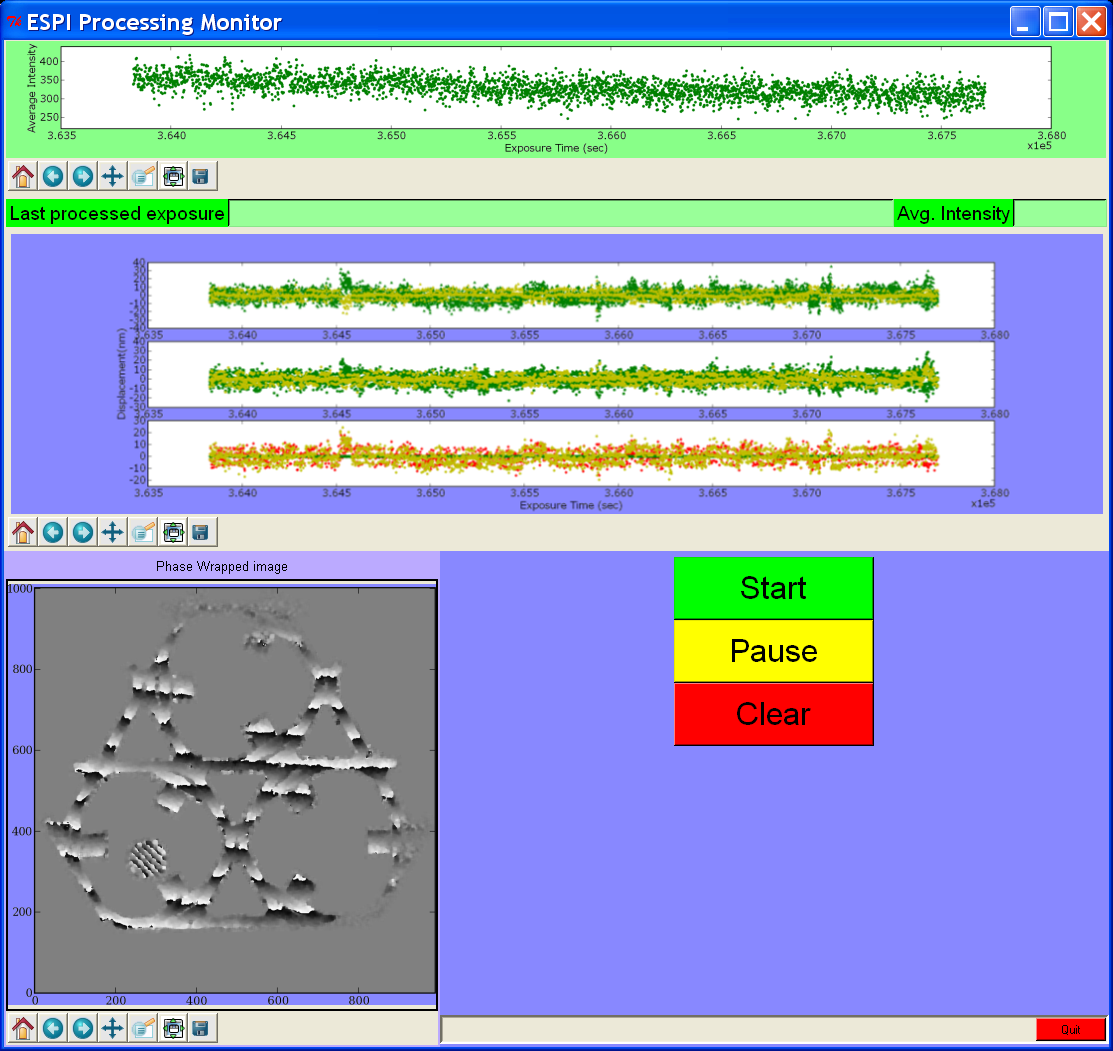 ESPI Processing Monitor
Average Intensity
400
350
300
250
3.635 3.640 3.645 3.650 3.655 3.660 3.665 3.670 3.675 3.680
Exposure Time (sec) x1e5
Last processed exposure Avg. Intensity
Displacement(nm)
40
30
20
10
0
-10
-20
-30
-40
3.635 3.640 3.645 3.650 3.655 3.660 3.665 3.670 3.675 3.680
40
30
20
10
0
-10
-20
-30
3.635 3.640 3.645 3.650 3.655 3.660 3.665 3.670 3.675 3.680
30
20
10
0
-10
-20
3.635 3.640 3.645 3.650 3.655 3.660 3.665 3.670 3.675 3.680
Exposure Time (sec) x1e5
Phase Wrapped image
1000
800
600
400
200
0
0 200 400 600 800
Start
Pause
Clear
Quit